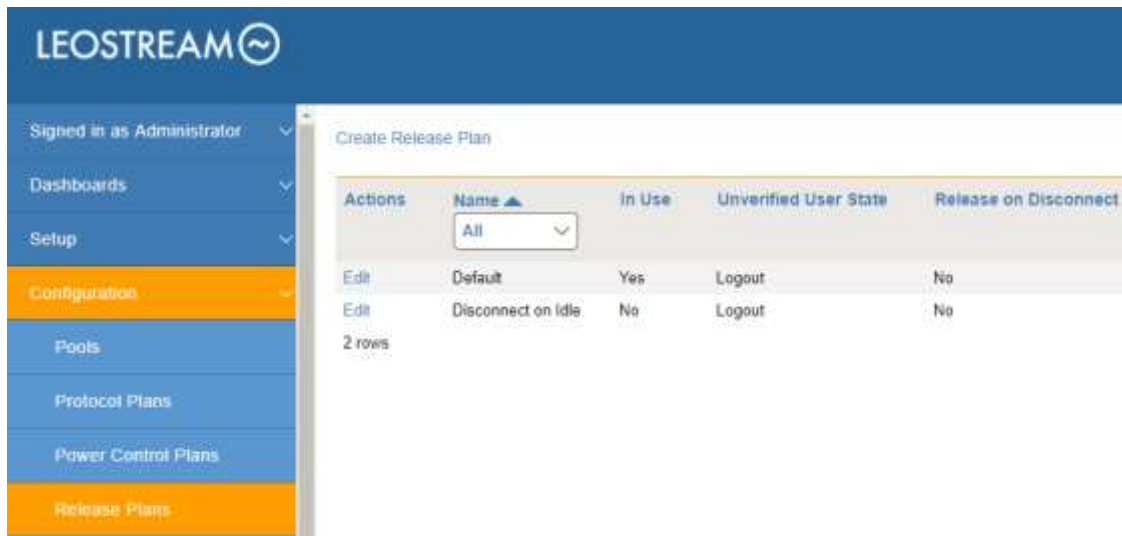 LEOSTREAM
Signed in as Administrator
Dashboards
Setup
Configuration
Pools
Protocol Plans
Power Control Plans
Release Plans
Create Release Plan
Actions Name In Use Unverified User State Release on Disconnect
All
Edit Default Yes Logout No
Edit Disconnect on Idle No Logout No
2 rows